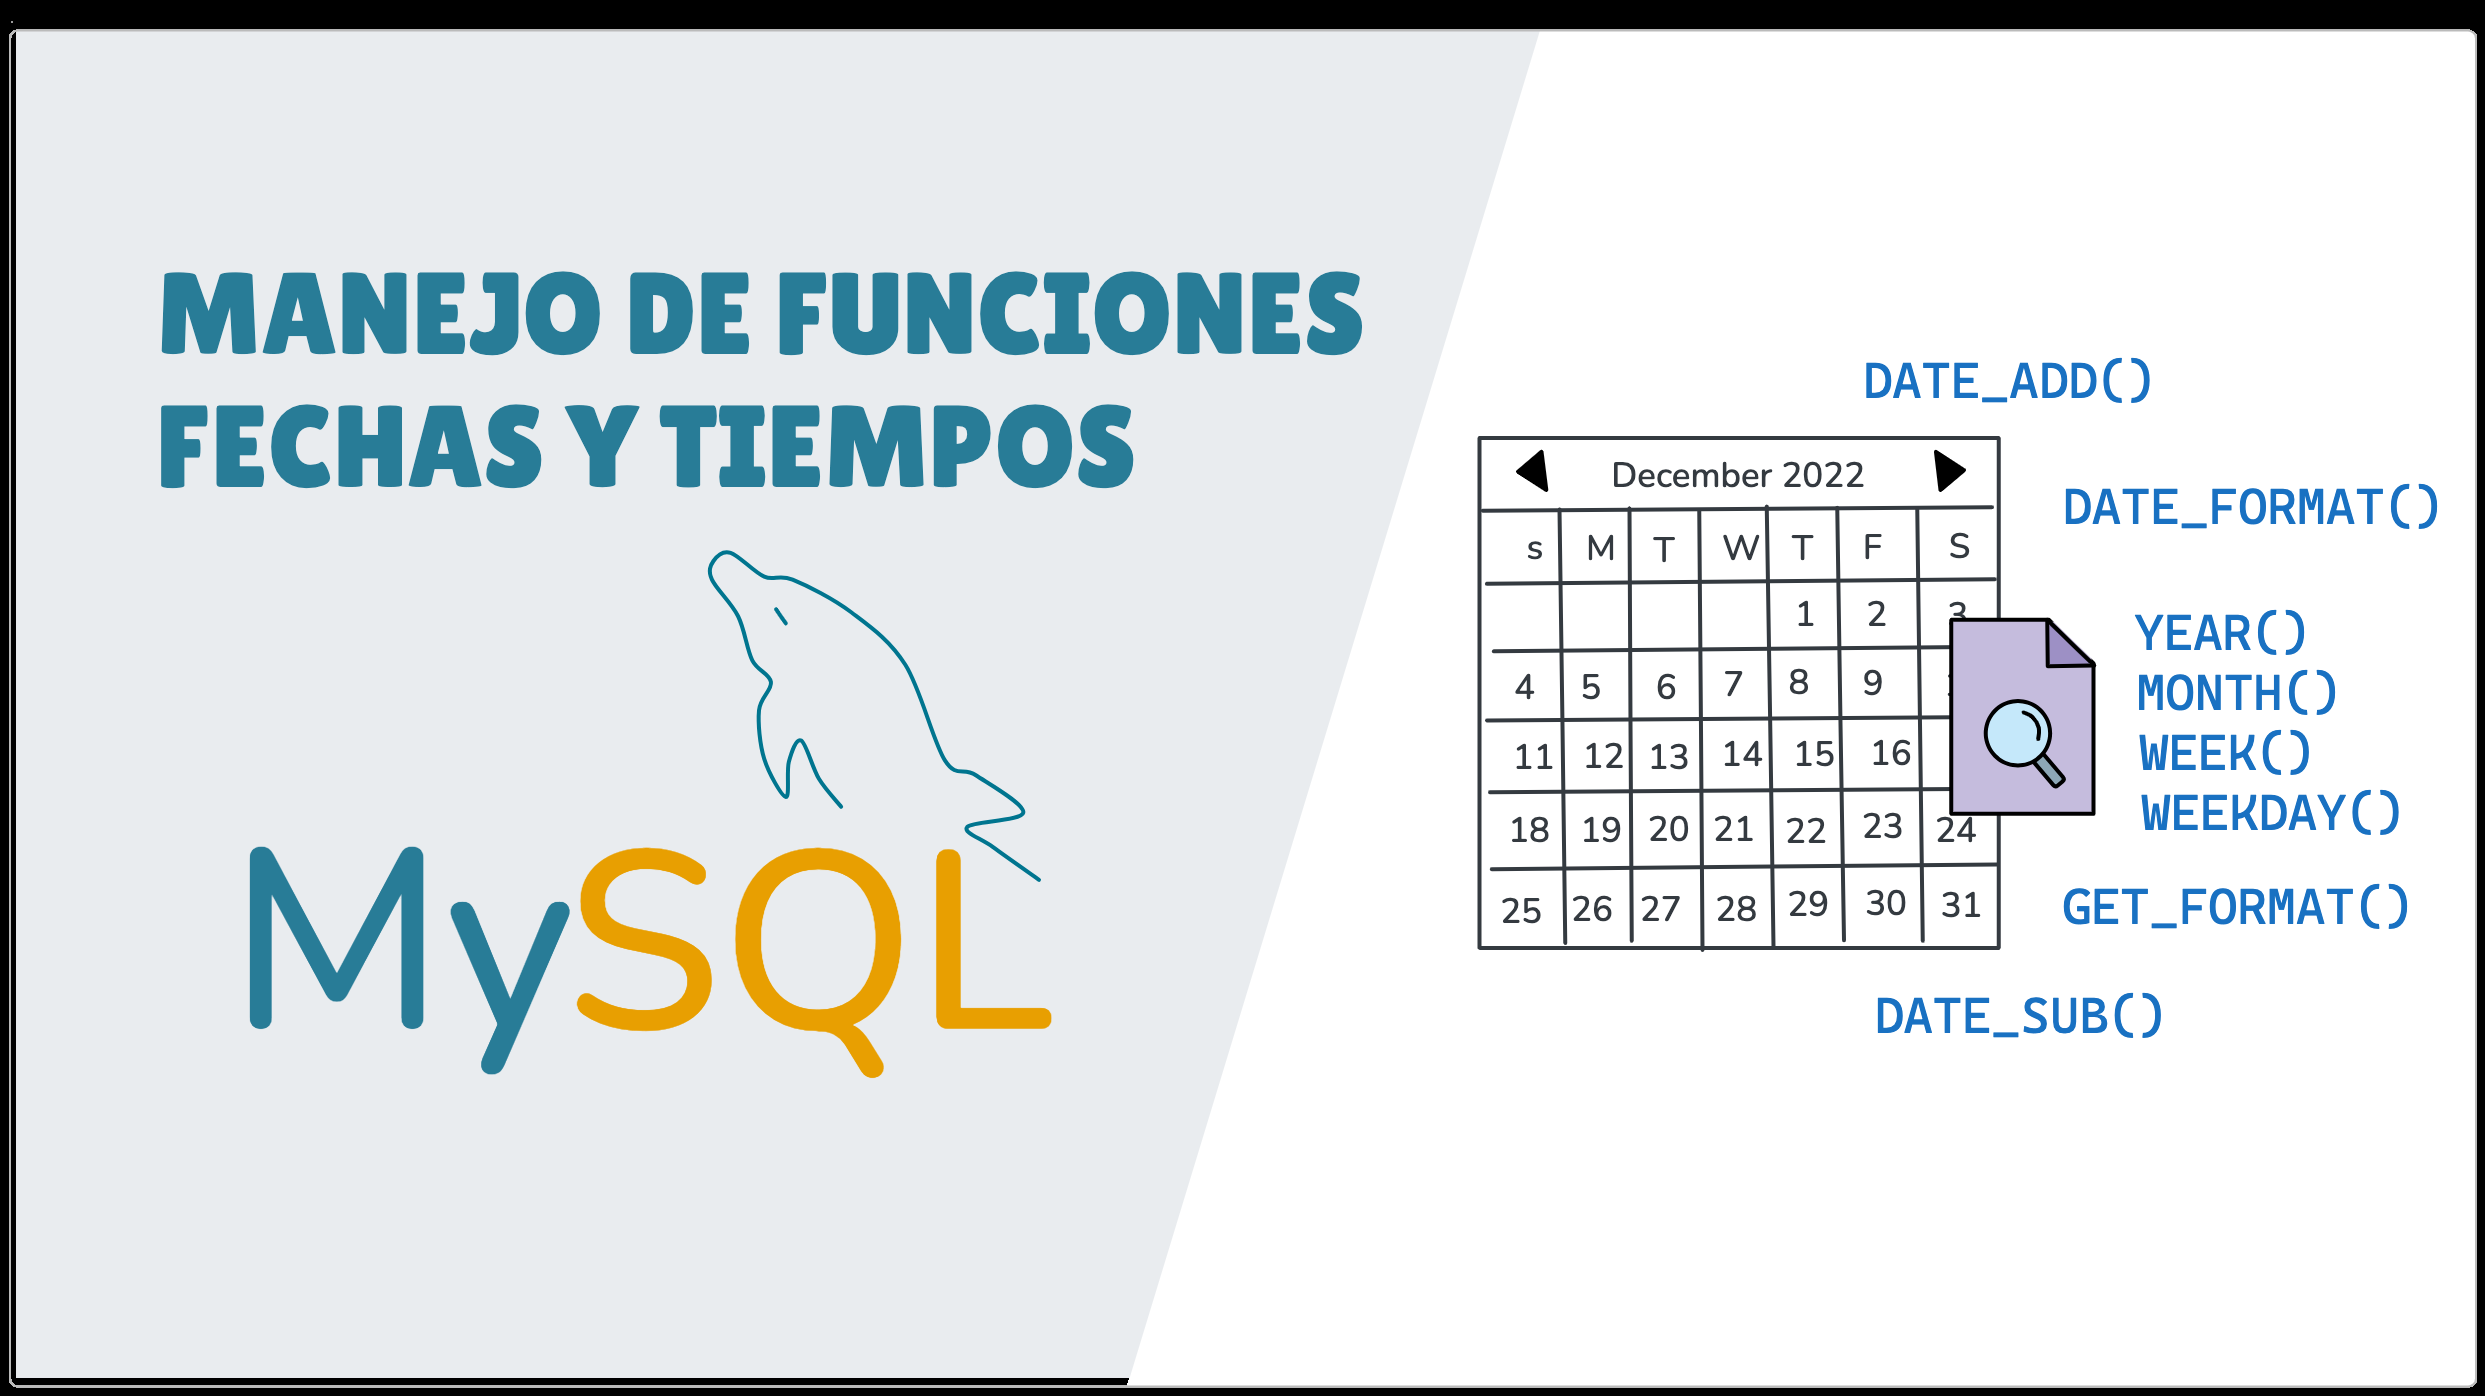 MANEJO DE FUNCIONES
FECHAS Y TIEMPOS
MySQL
DATE_ADD()
December 2022
s M T W T F S
1 2 3
4 5 6 7 8 9
11 12 13 14 15 16
18 19 20 21 22 23 24
25 26 27 28 29 30 31
DATE_FORMAT()
YEAR()
MONTH()
WEEK()
WEEKDAY()
GET_FORMAT()
DATE_SUB()